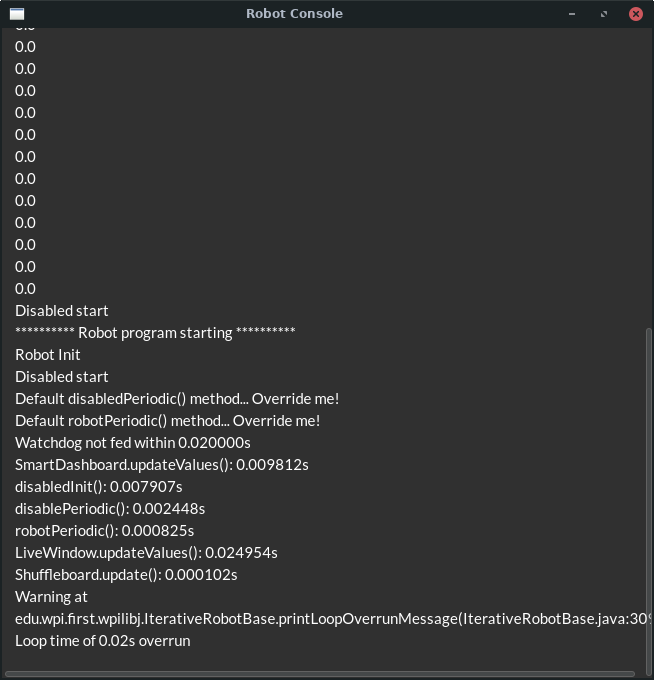 Robot Console
0.0
0.0
0.0
0.0
0.0
0.0
0.0
0.0
0.0
0.0
0.0
0.0
Disabled start
********** Robot program starting **********
Robot Init
Disabled start
Default disabledPeriodic() method... Override me!
Default robotPeriodic() method... Override me!
Watchdog not fed within 0.020000s
SmartDashboard.updateValues(): 0.009812s
disabledInit(): 0.007907s
disablePeriodic(): 0.002448s
robotPeriodic(): 0.000825s
LiveWindow.updateValues(): 0.024954s
Shuffleboard.update(): 0.000102s
Warning at
edu.wpi.first.wpilibj.IterativeRobotBase.printLoopOverrunMessage(IterativeRobotBase.java:30
Loop time of 0.02s overrun